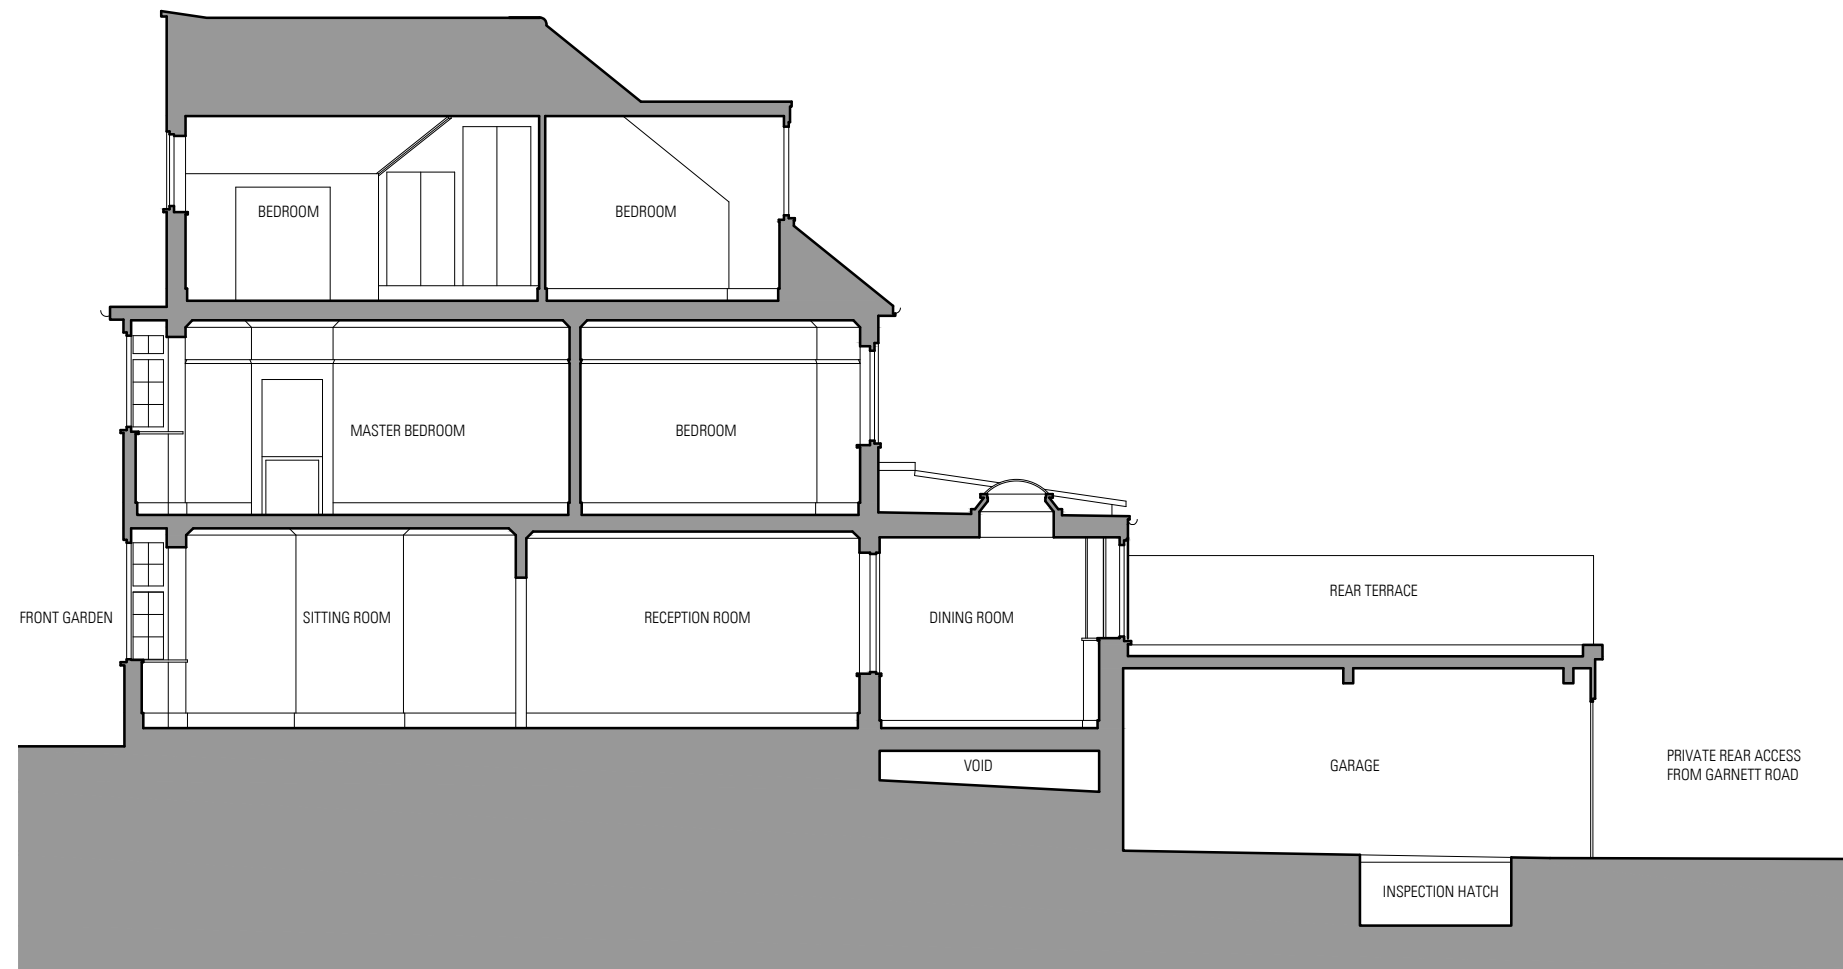 BEDROOM
BEDROOM
MASTER BEDROOM
BEDROOM
REAR TERRACE
FRONT GARDEN
SITTING ROOM
RECEPTION ROOM
DINING ROOM
VOID
GARAGE
PRIVATE REAR ACCESS
FROM GARNETT ROAD
INSPECTION HATCH